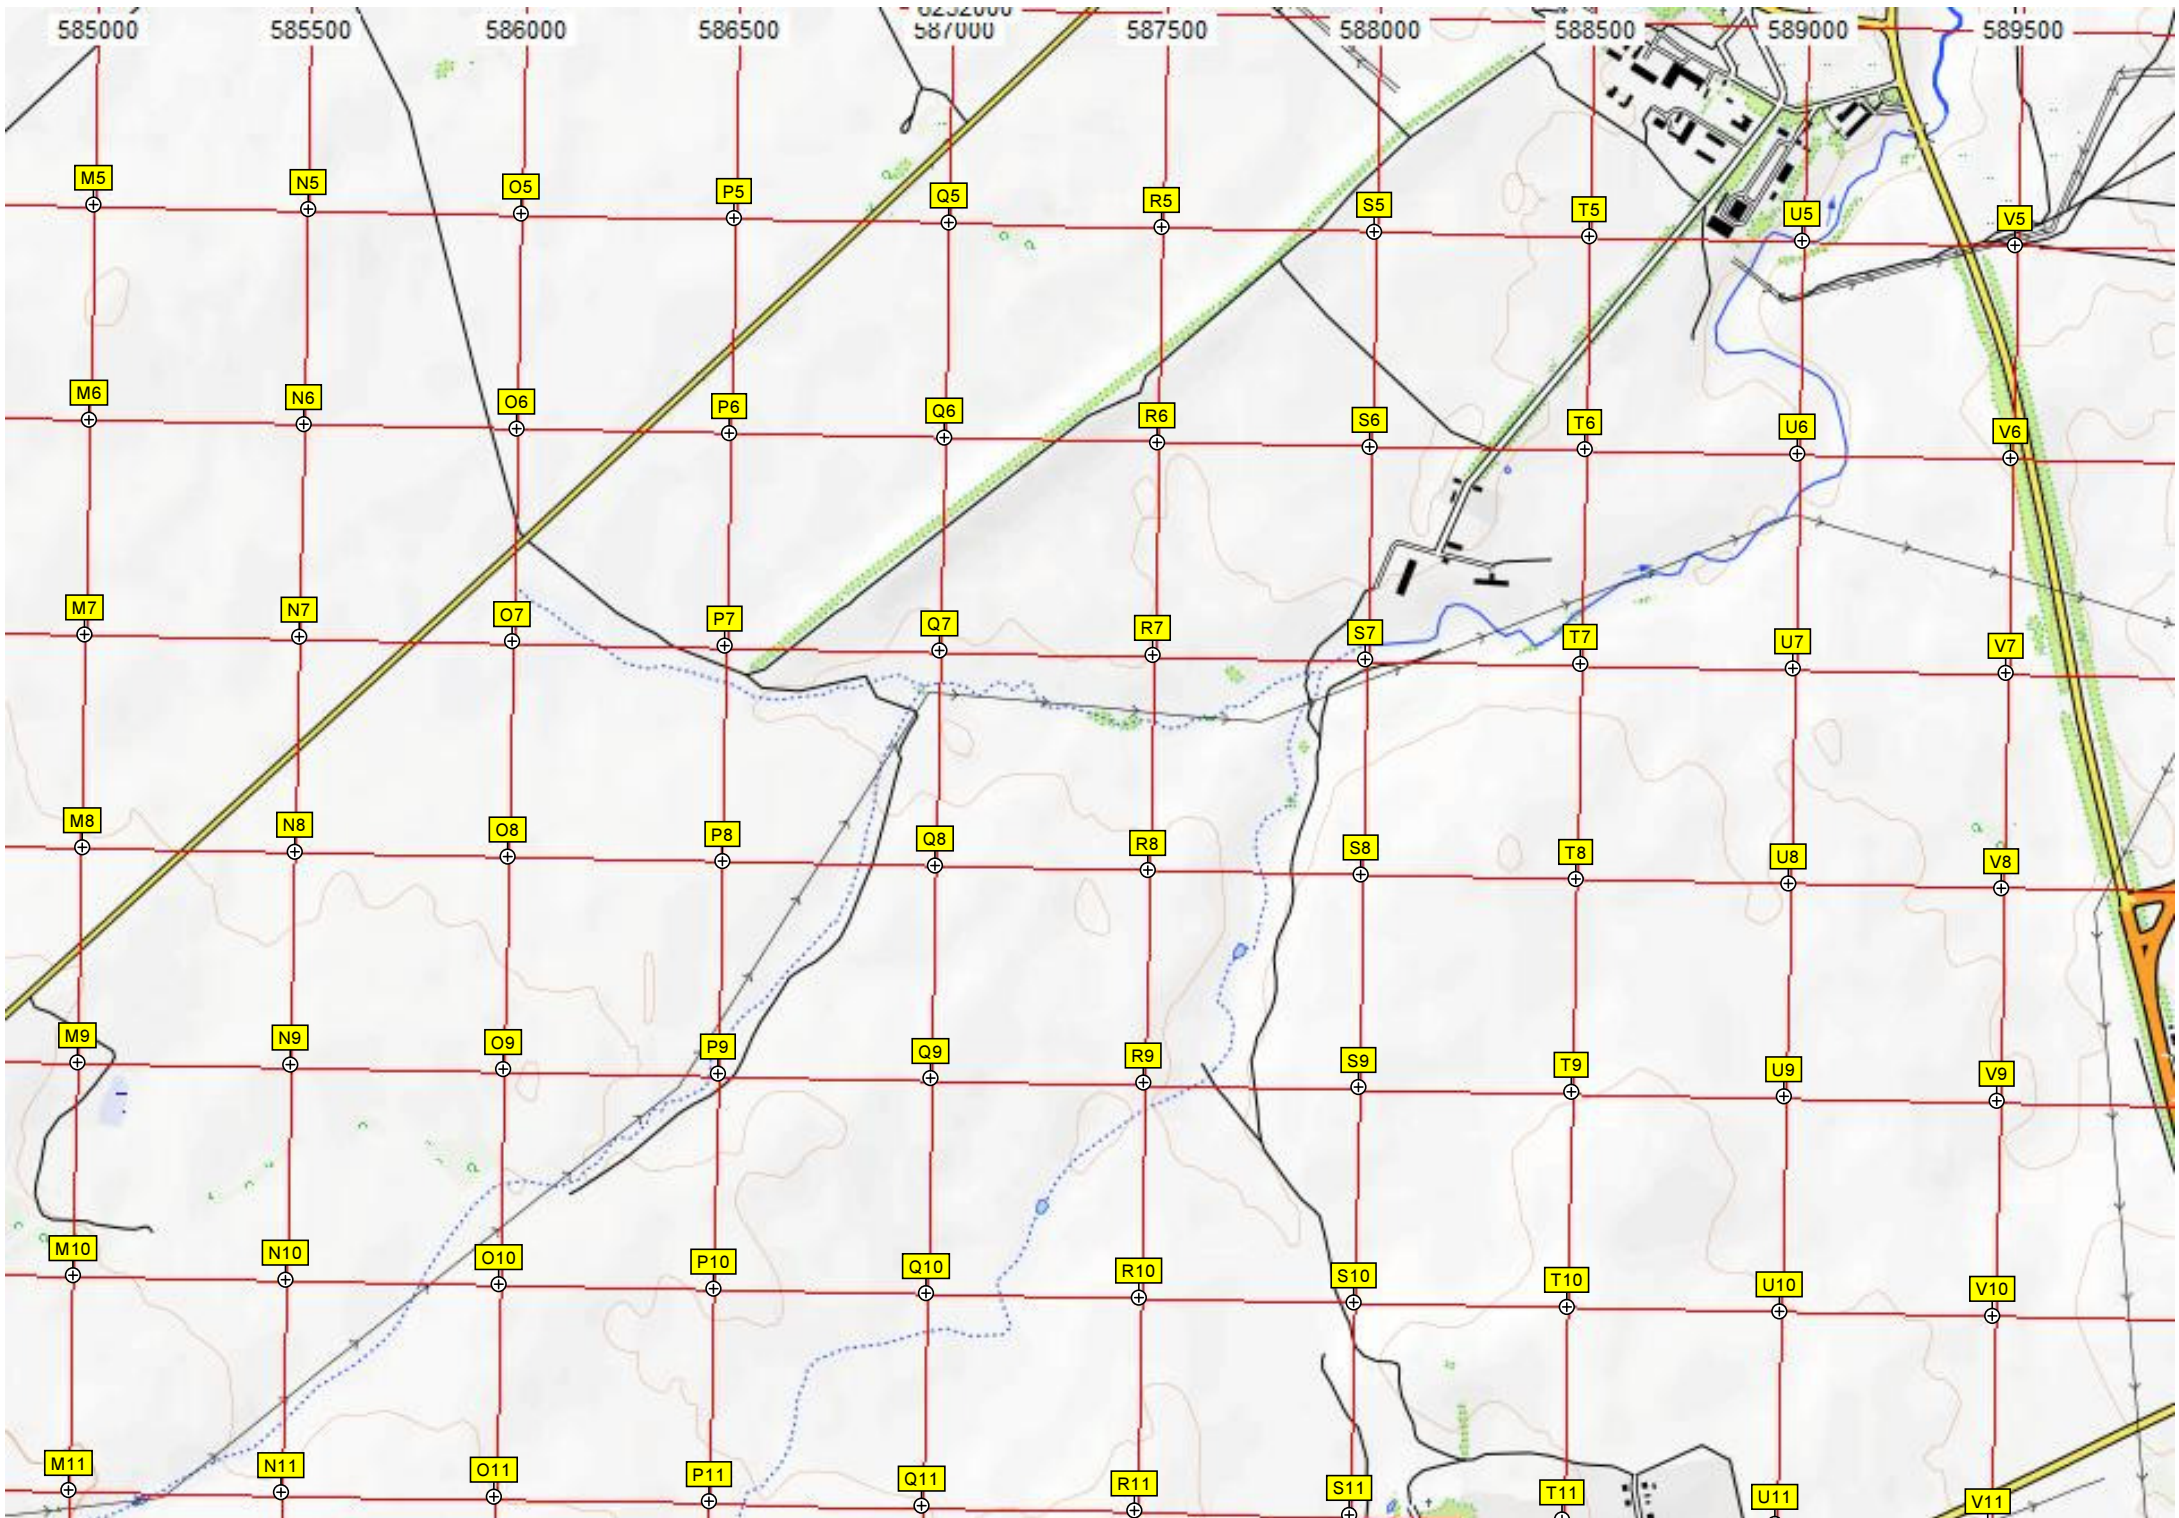 6232000
585000 585500 586000 586500 587000 587500 588000 588500 589000 589500
M5 N5 O5 P5 Q5 R5 S5 T5 U5 V5
M6 N6 O6 P6 Q6 R6 S6 T6 U6 V6
M7 N7 O7 P7 Q7 R7 S7 T7 U7 V7
M8 N8 O8 P8 Q8 R8 S8 T8 U8 V8
M9 N9 O9 P9 Q9 R9 S9 T9 U9 V9
M10 N10 O10 P10 Q10 R10 S10 T10 U10 V10
M11 N11 O11 P11 Q11 R11 S11 T11 U11 V11